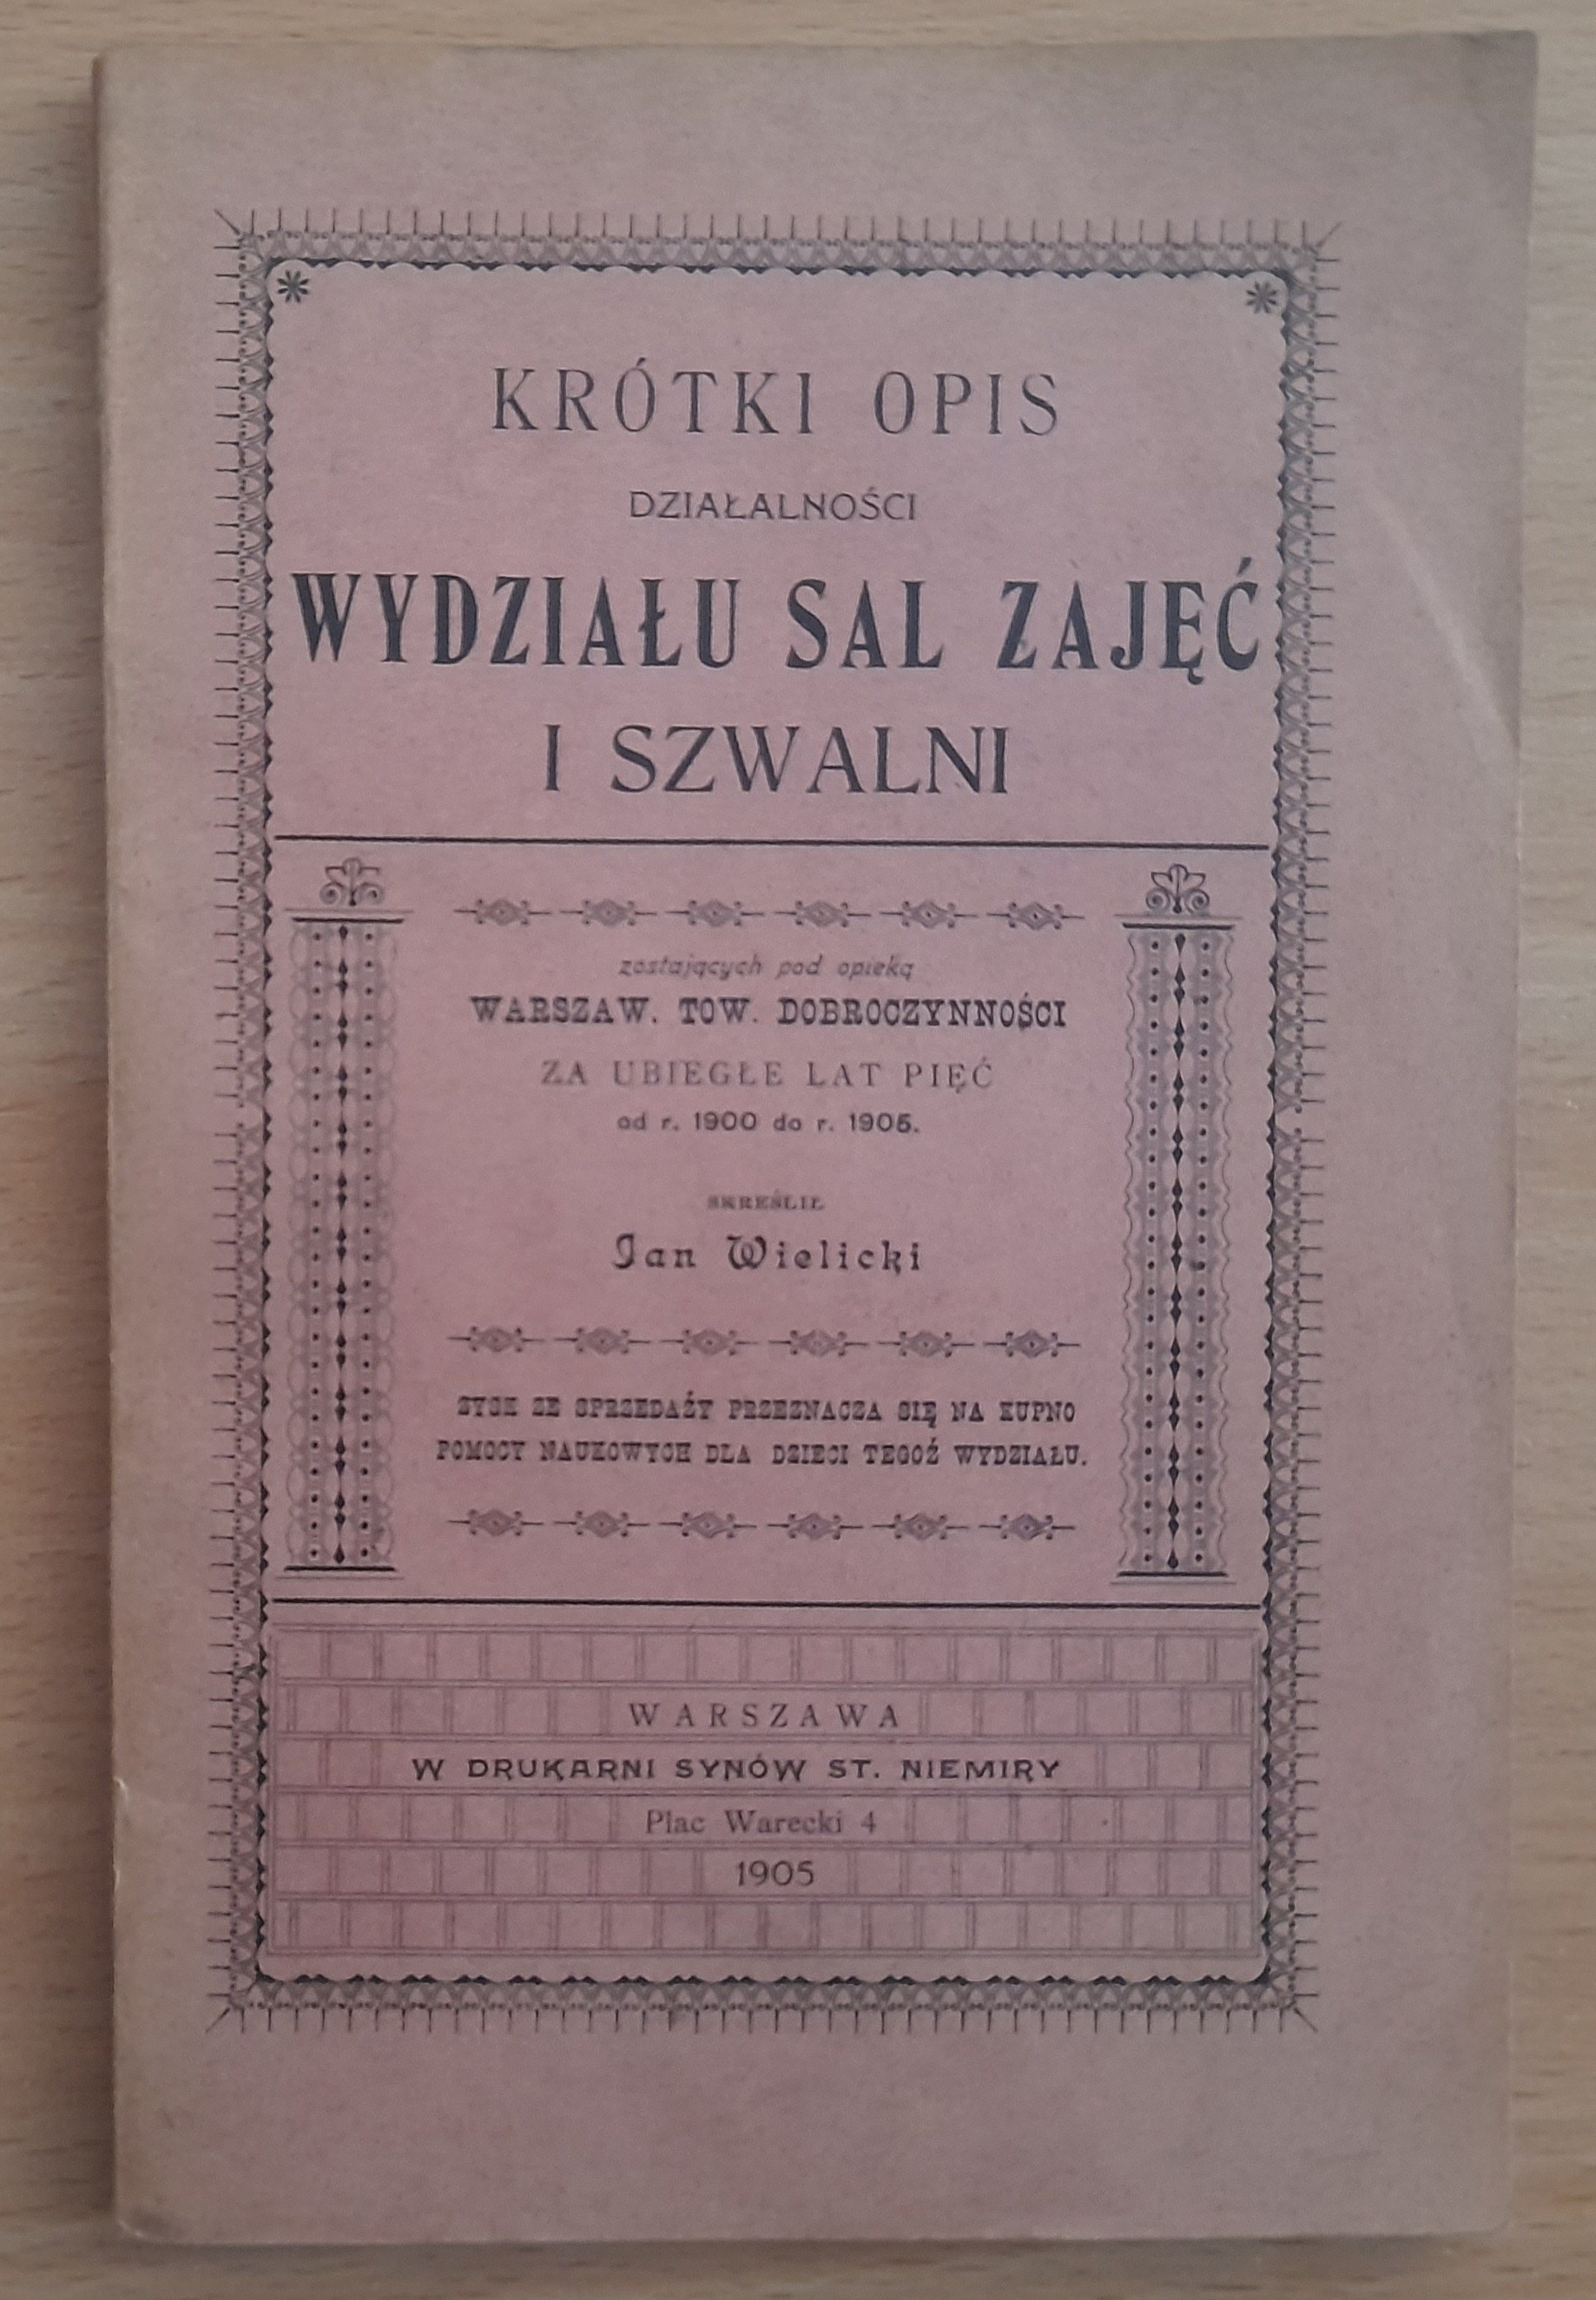 KRÓTKI OPIS
DZIAŁALNOŚCI
WYDZIAŁU SAL ZAJĘĆ
I SZWALNI
zostających pod opieką
WARSZAW. TOW. DOBROCZYNNOŚCI
ZA UBIEGŁE LAT PIĘĆ
od r. 1900 do r. 1905.
SKREŚLIŁ
Jan Wielicki
ZYSK ZE SPRZEDAŻY PRZEZNACZA SIĘ NA KUPNO
POMOCY NAUKOWYCH DLA DZIECI TEGOŻ WYDZIAŁU.
WARSZAWA
W DRUKARNI SYNÓW ST. NIEMIRY
Plac Warecki 4
1905